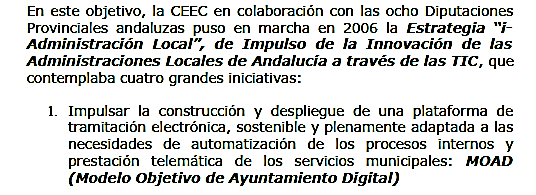 En este objetivo, la CEEC en colaboración con las ocho Diputaciones
Provinciales andaluzas puso en marcha en 2006 la Estrategia “i-
Administración Local”, de Impulso de la Innovación de las
Administraciones Locales de Andalucía a través de las TIC, que
contemplaba cuatro grandes iniciativas:
1. Impulsar la construcción y despliegue de una plataforma de
tramitación electrónica, sostenible y plenamente adaptada a las
necesidades de automatización de los procesos internos y
prestación telemática de los servicios municipales: MOAD
(Modelo Objetivo de Ayuntamiento Digital)